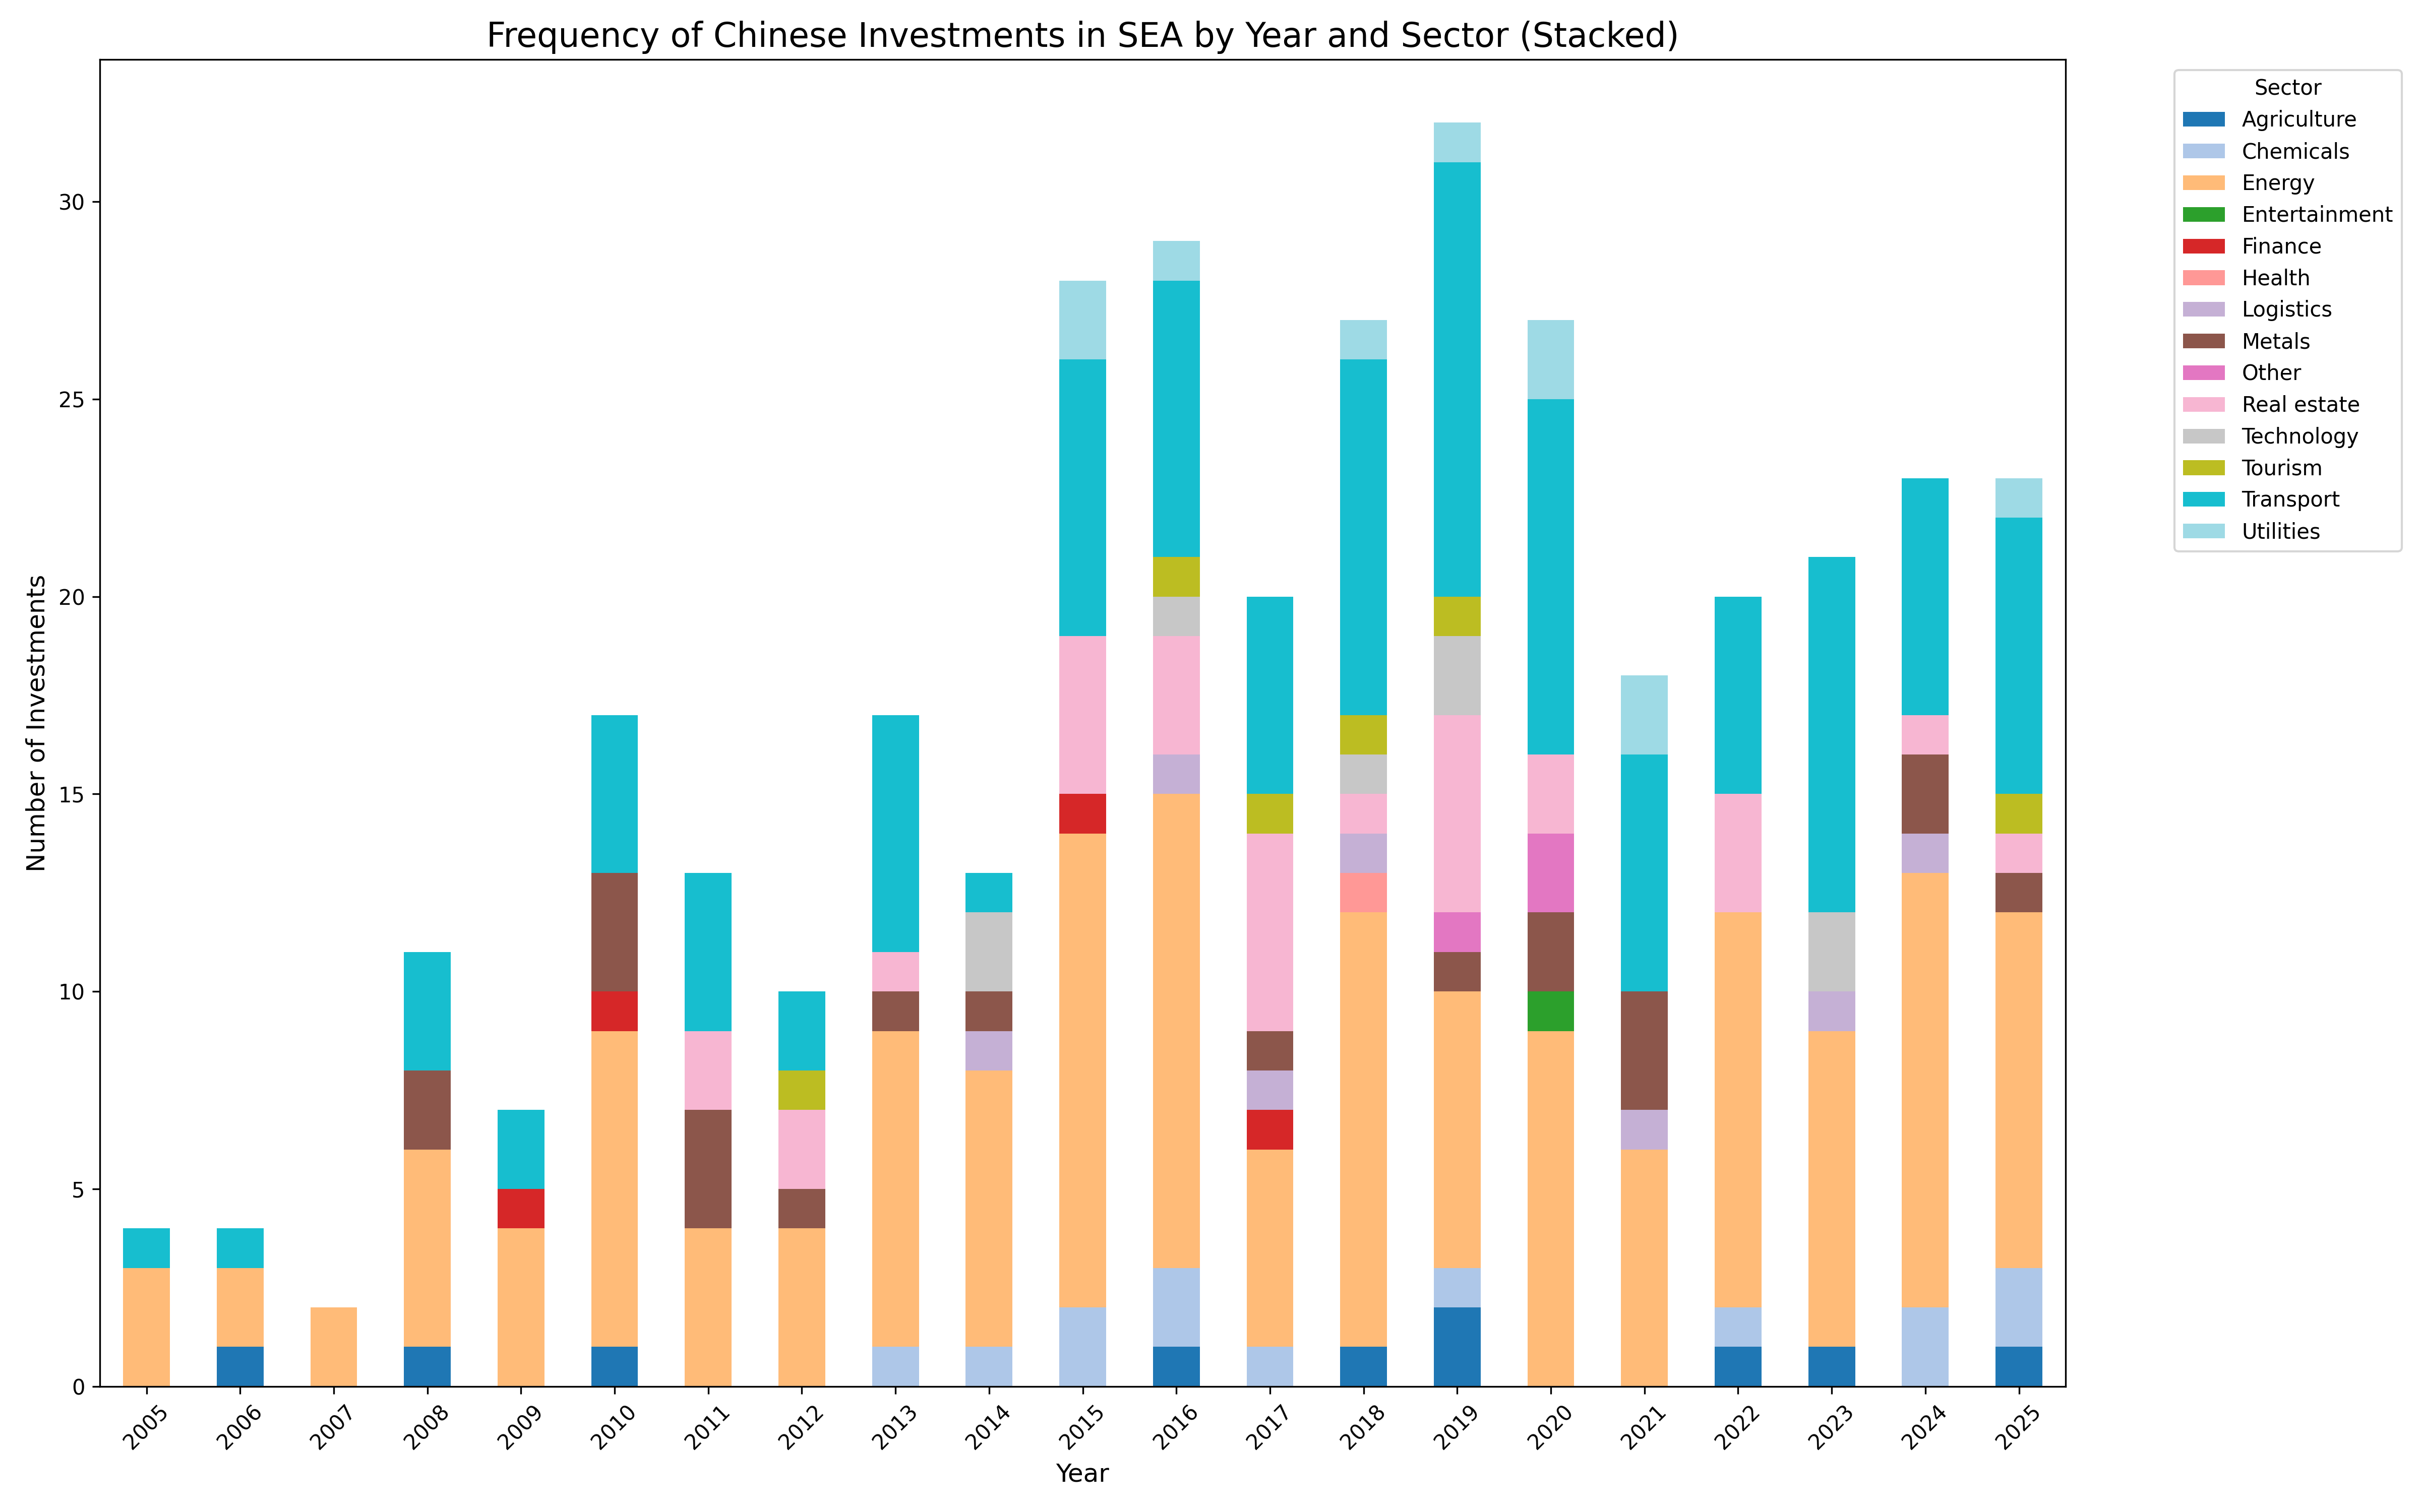 Frequency of Chinese Investments in SEA by Year and Sector (Stacked)
Number of Investments
30
25
20
15
10
5
0
2005 2006 2007 2008 2009 2010 2011 2012 2013 2014 2015 2016 2017 2018 2019 2020 2021 2022 2023 2024 2025
Year
Sector
Agriculture
Chemicals
Energy
Entertainment
Finance
Health
Logistics
Metals
Other
Real estate
Technology
Tourism
Transport
Utilities